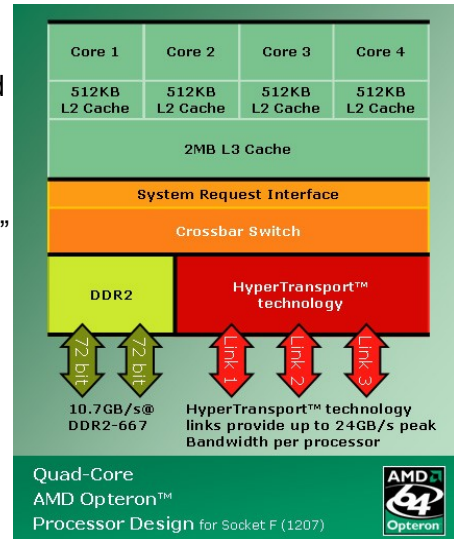 Core 1 Core 2 Core 3 Core 4
512KB 512KB 512KB 512KB
L2 Cache L2 Cache L2 Cache L2 Cache
2MB L3 Cache
System Request Interface
Crossbar Switch
”
DDR2
HyperTransport™
technology
72 bit
72 bit
Link 1
Link 2
Link 3
10.7GB/s@
DDR2-667
HyperTransport™ technology
links provide up to 24GB/s peak
Bandwidth per processor
Quad-Core
AMD Opteron™
Processor Design for Socket F (1207)
AMD
64
Opteron